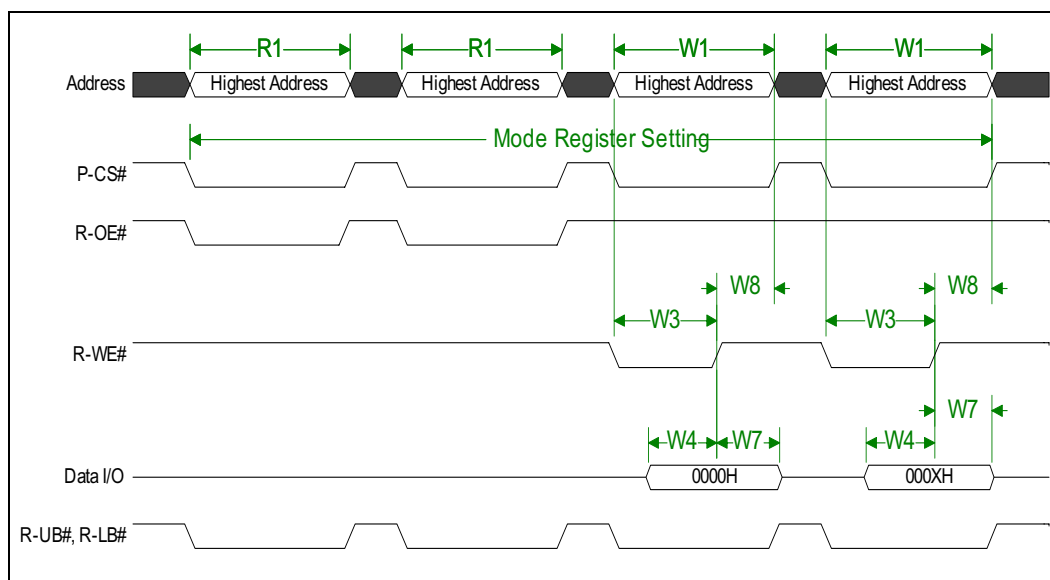 R1 R1 W1 W1
Address Highest Address Highest Address Highest Address Highest Address
Mode Register Setting
P-CS#
R-OE#
W8 W8
W3 W3
R-WE#
W7
W4 W7 W4
Data I/O 0000H 000XH
R-UB#, R-LB#